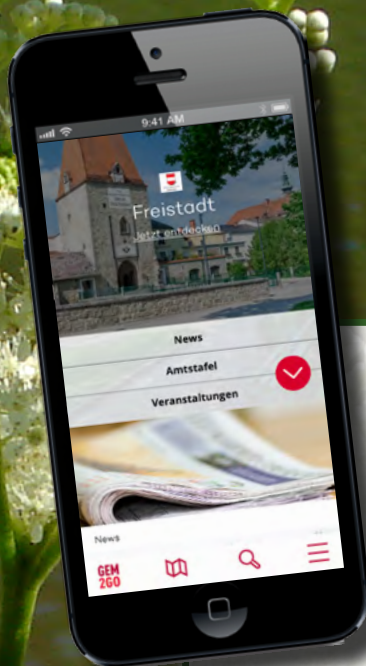 9:41 AM
Freistadt
Jetzt entdecken
News
Amtstafel
Veranstaltungen
News
GEM
2GO